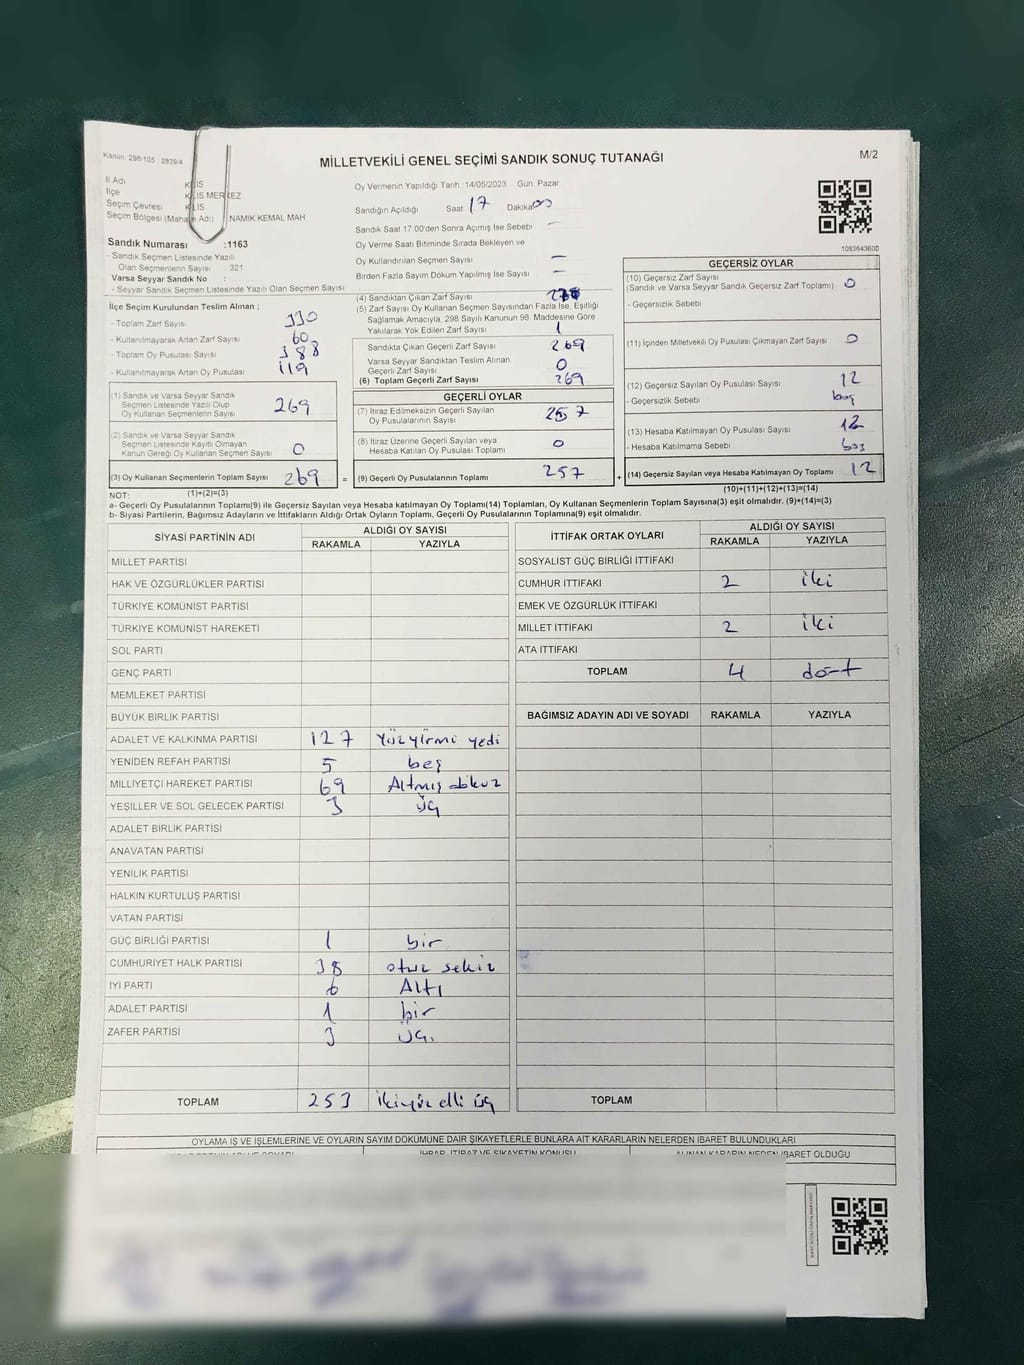 Kanun: 298/105 ; 2839/4
MİLLETVEKİLİ GENEL SEÇİMİ SANDIK SONUÇ TUTANAĞI
M/2
İl Adı KİLİS
İlçe KİLİS MERKEZ
Seçim Çevresi KİLİS
Seçim Bölgesi (Mahalle Adı) NAMIK KEMAL MAH
Sandık Numarası :1163
- Sandık Seçmen Listesinde Yazılı
Olan Seçmenlerin Sayısı 321
Varsa Seyyar Sandık No :
- Seyyar Sandık Seçmen Listesinde Yazılı Olan Seçmen Sayısı
Oy Vermenin Yapıldığı Tarih :14/05/2023 Gün Pazar
Sandığın Açıldığı Saat 17 Dakika 00
Sandık Saat 17:00'den Sonra Açılmış İse Sebebi —
Oy Verme Saati Bitiminde Sırada Bekleyen ve
Oy Kullandırılan Seçmen Sayısı —
Birden Fazla Sayım Döküm Yapılmış İse Sayısı —
1083643600
İlçe Seçim Kurulundan Teslim Alınan ;
- Toplam Zarf Sayısı 330
- Kullanılmayarak Artan Zarf Sayısı 60
- Toplam Oy Pusulası Sayısı 388
- Kullanılmayarak Artan Oy Pusulası 119
(1) Sandık ve Varsa Seyyar Sandık
Seçmen Listesinde Yazılı Olup
Oy Kullanan Seçmenlerin Sayısı 269
(2) Sandık ve Varsa Seyyar Sandık
Seçmen Listesinde Kayıtlı Olmayan
Kanun Gereği Oy Kullanan Seçmen Sayısı 0
(3) Oy Kullanan Seçmenlerin Toplam Sayısı 269 =
(1)+(2)=(3)
(4) Sandıktan Çıkan Zarf Sayısı
(5) Zarf Sayısı Oy Kullanan Seçmen Sayısından Fazla İse, Eşitliği
Sağlamak Amacıyla, 298 Sayılı Kanunun 98. Maddesine Göre
Yakılarak Yok Edilen Zarf Sayısı 1
Sandıkta Çıkan Geçerli Zarf Sayısı 269
Varsa Seyyar Sandıktan Teslim Alınan
Geçerli Zarf Sayısı 0
(6) Toplam Geçerli Zarf Sayısı 269
GEÇERLİ OYLAR
(7) İtiraz Edilmeksizin Geçerli Sayılan
Oy Pusulalarının Sayısı 257
(8) İtiraz Üzerine Geçerli Sayılan veya
Hesaba Katılan Oy Pusulası Toplamı 0
(9) Geçerli Oy Pusulalarının Toplamı 257 +
GEÇERSİZ OYLAR
(10) Geçersiz Zarf Sayısı
(Sandık ve Varsa Seyyar Sandık Geçersiz Zarf Toplamı) 0
- Geçersizlik Sebebi
(11) İçinden Milletvekili Oy Pusulası Çıkmayan Zarf Sayısı 0
(12) Geçersiz Sayılan Oy Pusulası Sayısı 12
- Geçersizlik Sebebi boş
(13) Hesaba Katılmayan Oy Pusulası Sayısı 12
- Hesaba Katılmama Sebebi boş
(14) Geçersiz Sayılan veya Hesaba Katılmayan Oy Toplamı 12
(10)+(11)+(12)+(13)=(14)
NOT:
a- Geçerli Oy Pusulalarının Toplamı(9) ile Geçersiz Sayılan veya Hesaba katılmayan Oy Toplamı(14) Toplamları, Oy Kullanan Seçmenlerin Toplam Sayısına(3) eşit olmalıdır. (9)+(14)=(3)
b- Siyasi Partilerin, Bağımsız Adayların ve İttifakların Aldığı Ortak Oyların Toplamı, Geçerli Oy Pusulalarının Toplamına(9) eşit olmalıdır.
SİYASİ PARTİNİN ADI ALDIĞI OY SAYISI
RAKAMLA YAZIYLA
MİLLET PARTİSİ
HAK VE ÖZGÜRLÜKLER PARTİSİ
TÜRKİYE KOMÜNİST PARTİSİ
TÜRKİYE KOMÜNİST HAREKETİ
SOL PARTİ
GENÇ PARTİ
MEMLEKET PARTİSİ
BÜYÜK BİRLİK PARTİSİ
ADALET VE KALKINMA PARTİSİ 127 Yüz yirmi yedi
YENİDEN REFAH PARTİSİ 5 beş
MİLLİYETÇİ HAREKET PARTİSİ 69 Altmış dokuz
YEŞİLLER VE SOL GELECEK PARTİSİ 3 üç
ADALET BİRLİK PARTİSİ
ANAVATAN PARTİSİ
YENİLİK PARTİSİ
HALKIN KURTULUŞ PARTİSİ
VATAN PARTİSİ
GÜÇ BİRLİĞİ PARTİSİ 1 bir
CUMHURİYET HALK PARTİSİ 38 otuz sekiz
İYİ PARTİ 6 Altı
ADALET PARTİSİ 1 bir
ZAFER PARTİSİ 3 üç.
TOPLAM 253 ikiyüz elli üç
İTTİFAK ORTAK OYLARI ALDIĞI OY SAYISI
RAKAMLA YAZIYLA
SOSYALİST GÜÇ BİRLİĞİ İTTİFAKI
CUMHUR İTTİFAKI 2 iki
EMEK VE ÖZGÜRLÜK İTTİFAKI
MİLLET İTTİFAKI 2 iki
ATA İTTİFAKI
TOPLAM 4 dört
BAĞIMSIZ ADAYIN ADI VE SOYADI RAKAMLA YAZIYLA
TOPLAM
OYLAMA İŞ VE İŞLEMLERİNE VE OYLARIN SAYIM DÖKÜMÜNE DAİR ŞİKAYETLERLE BUNLARA AİT KARARLARIN NELERDEN İBARET BULUNDUKLARI
İHBAR, İTİRAZ VE ŞİKAYETİN KONUSU ALINAN KARARIN NEDEN İBARET OLDUĞU